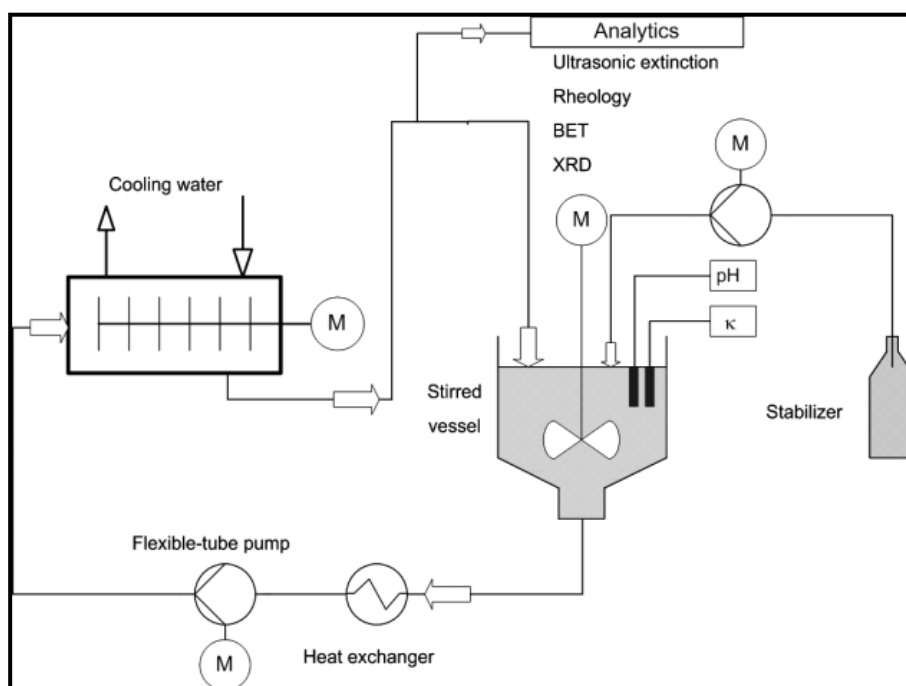 Analytics
Ultrasonic extinction
Rheology
BET
XRD
M
Cooling water
M
pH
κ
M
Stirred
vessel
Stabilizer
Flexible-tube pump
M
Heat exchanger